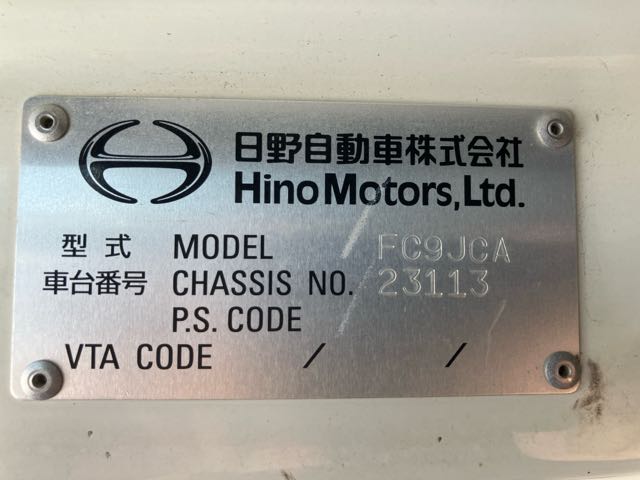 日野自動車株式会社
Hino Motors, Ltd.
型式 MODEL FC9JCA
車台番号 CHASSIS NO. 23113
P.S. CODE
VTA CODE / /